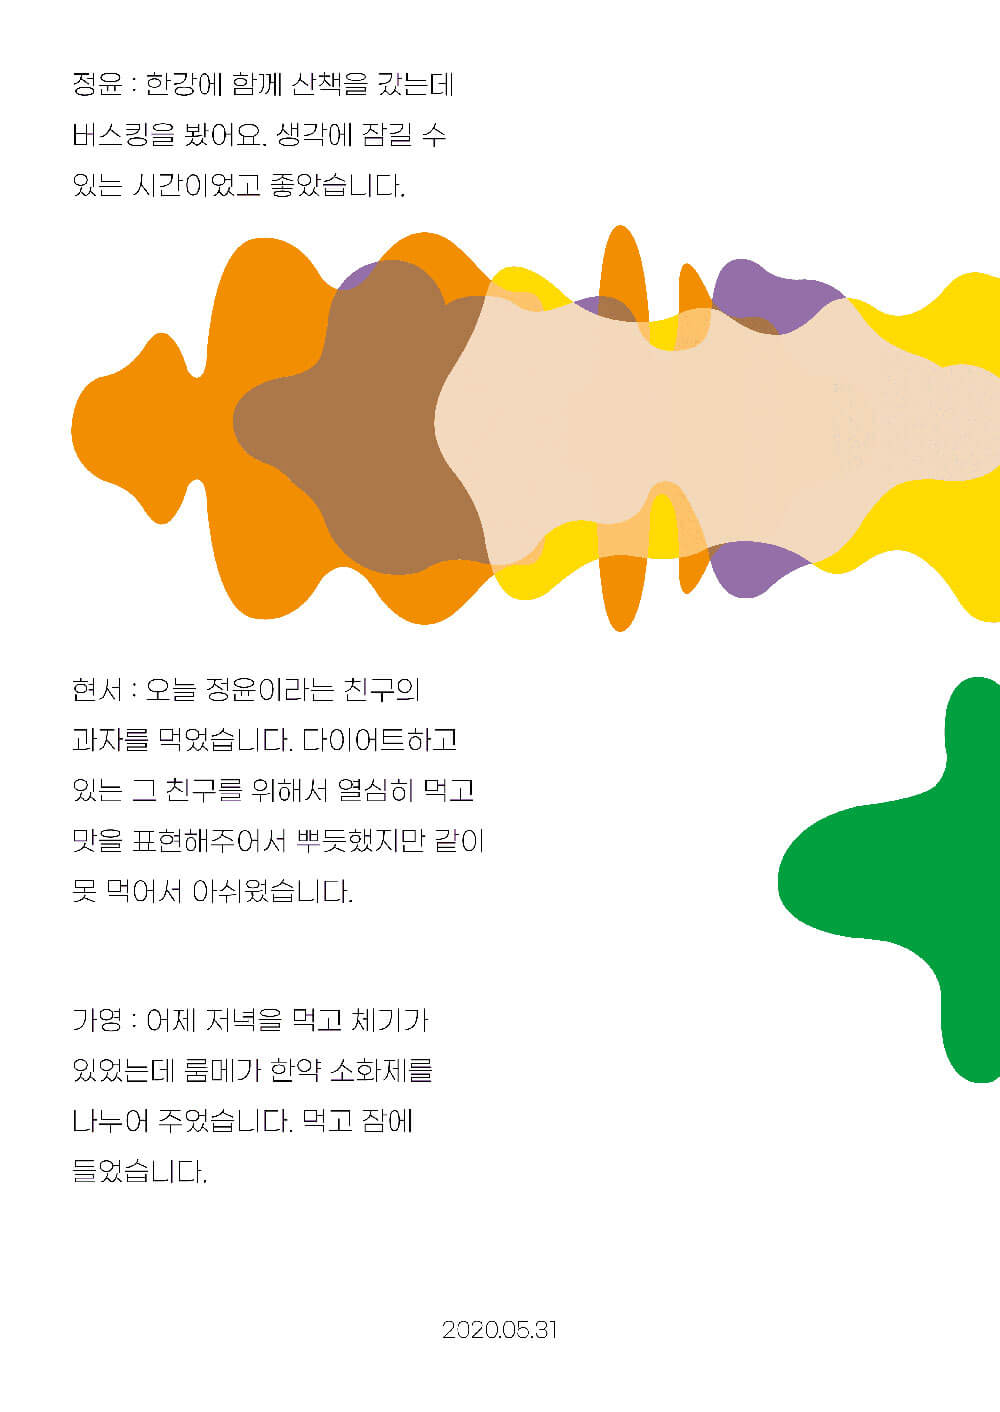 정윤 : 한강에 함께 산책을 갔는데
버스킹을 봤어요. 생각에 잠길 수
있는 시간이었고 좋았습니다.
현서 : 오늘 정윤이라는 친구의
과자를 먹었습니다. 다이어트하고
있는 그 친구를 위해서 열심히 먹고
맛을 표현해주어서 뿌듯했지만 같이
못 먹어서 아쉬웠습니다.
가영 : 어제 저녁을 먹고 체기가
있었는데 룸메가 한약 소화제를
나누어 주었습니다. 먹고 잠에
들었습니다.
2020.05.31